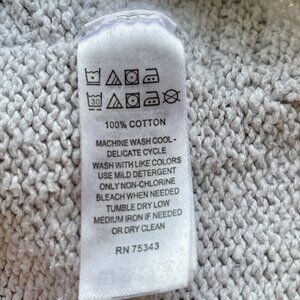 30
100% COTTON
MACHINE WASH COOL -
DELICATE CYCLE
WASH WITH LIKE COLORS
USE MILD DETERGENT
ONLY NON-CHLORINE
BLEACH WHEN NEEDED
TUMBLE DRY LOW
MEDIUM IRON IF NEEDED
OR DRY CLEAN
RN 75343